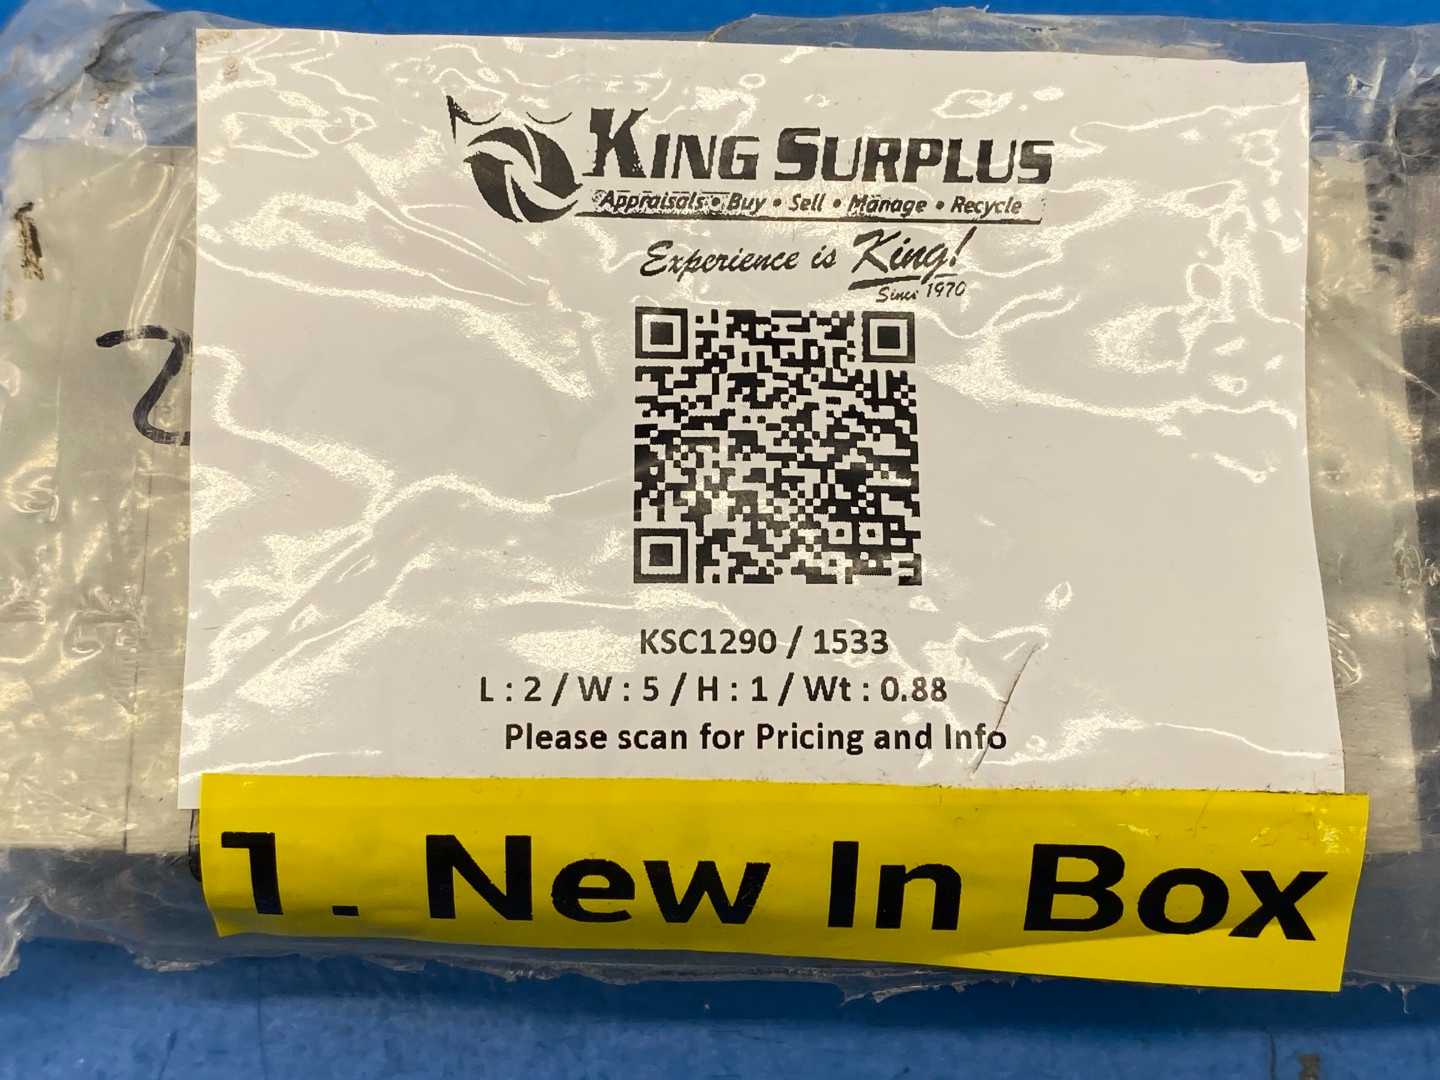 KING SURPLUS
Appraisals • Buy • Sell • Manage • Recycle
Experience is King!
Since 1970
2
KSC1290 / 1533
L : 2 / W : 5 / H : 1 / Wt : 0.88
Please scan for Pricing and Info
1. New In Box